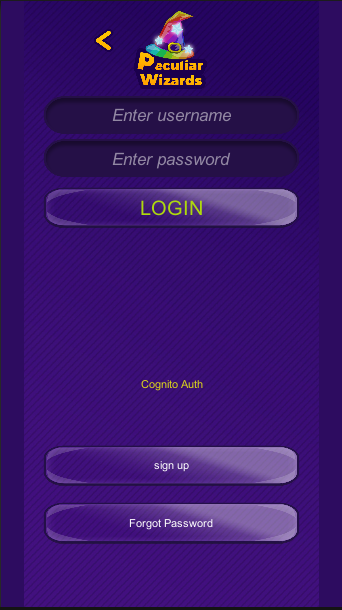 Peculiar
Wizards
Enter username
Enter password
LOGIN
Cognito Auth
sign up
Forgot Password